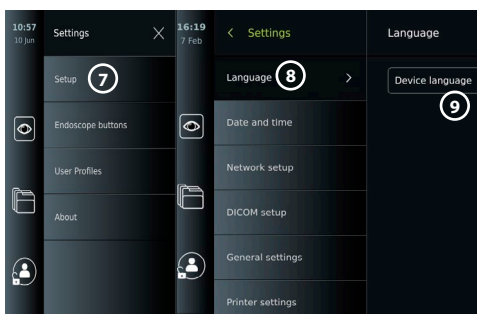 10:57
10 Jun
Settings
Setup
7
Endoscope buttons
User Profiles
About
16:19
7 Feb
Settings
Language
8
Date and time
Network setup
DICOM setup
General settings
Printer settings
Language
Device language
9